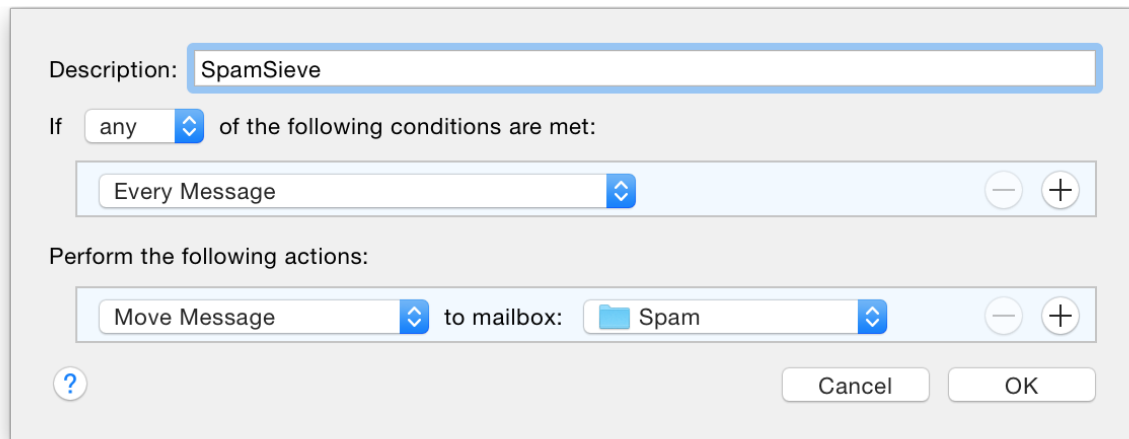 Description: SpamSieve
If any of the following conditions are met:
Every Message
Perform the following actions:
Move Message to mailbox: Spam
? Cancel OK